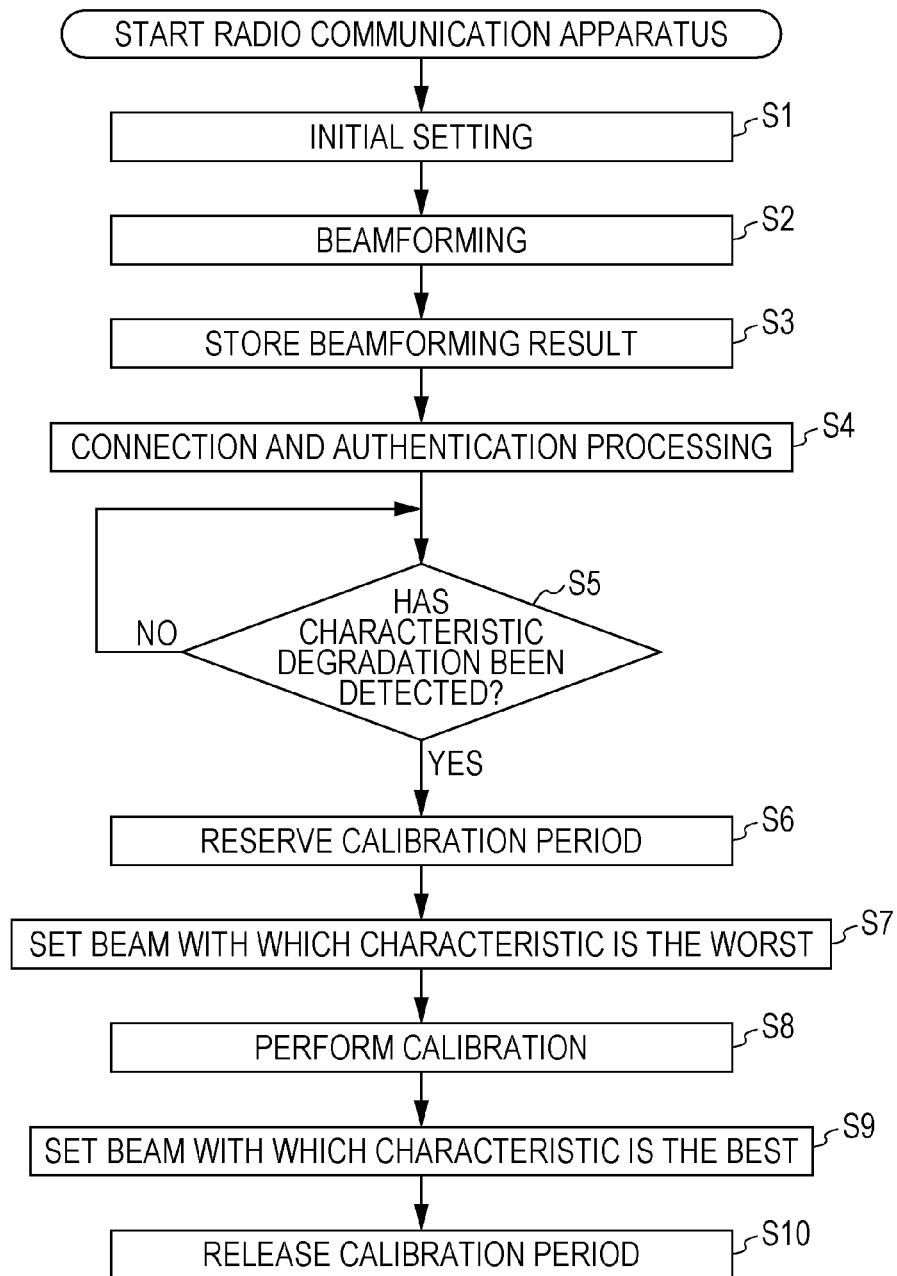 START RADIO COMMUNICATION APPARATUS
S1
INITIAL SETTING
S2
BEAMFORMING
S3
STORE BEAMFORMING RESULT
S4
CONNECTION AND AUTHENTICATION PROCESSING
S5
HAS
CHARACTERISTIC
DEGRADATION BEEN
DETECTED?
NO
YES
S6
RESERVE CALIBRATION PERIOD
S7
SET BEAM WITH WHICH CHARACTERISTIC IS THE WORST
S8
PERFORM CALIBRATION
S9
SET BEAM WITH WHICH CHARACTERISTIC IS THE BEST
S10
RELEASE CALIBRATION PERIOD